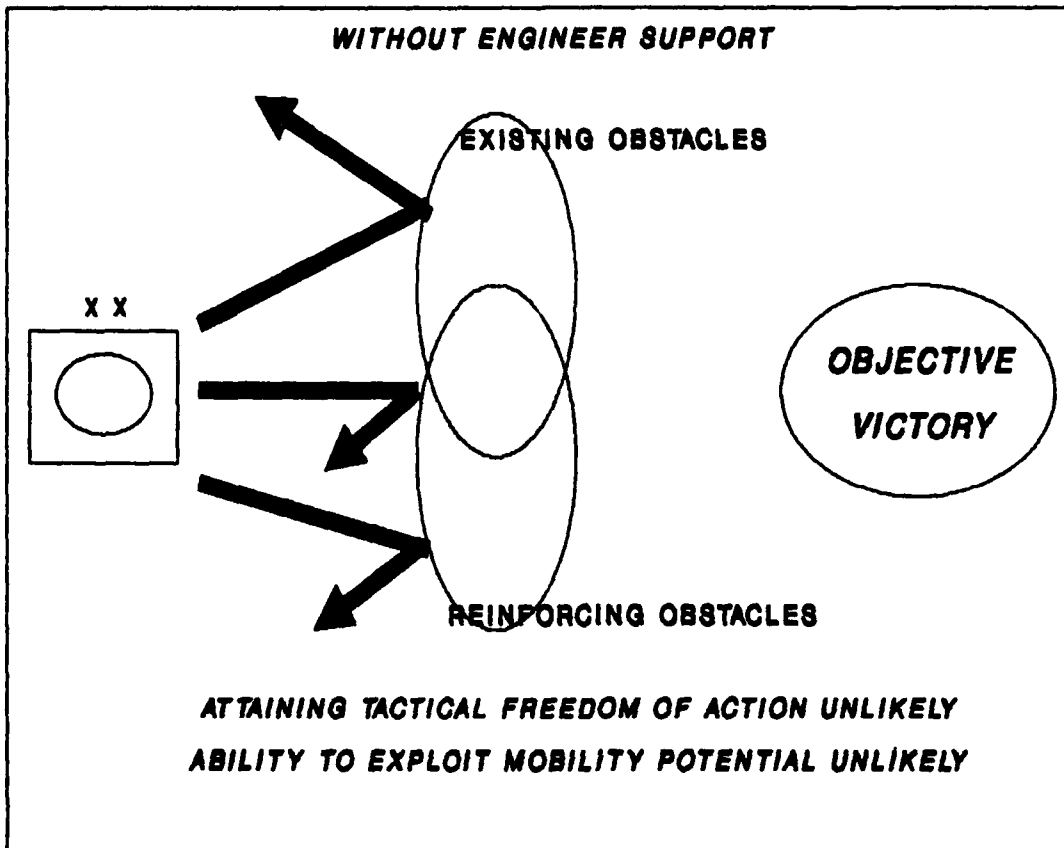 WITHOUT ENGINEER SUPPORT
EXISTING OBSTACLES
X X
OBJECTIVE
VICTORY
REINFORCING OBSTACLES
ATTAINING TACTICAL FREEDOM OF ACTION UNLIKELY
ABILITY TO EXPLOIT MOBILITY POTENTIAL UNLIKELY